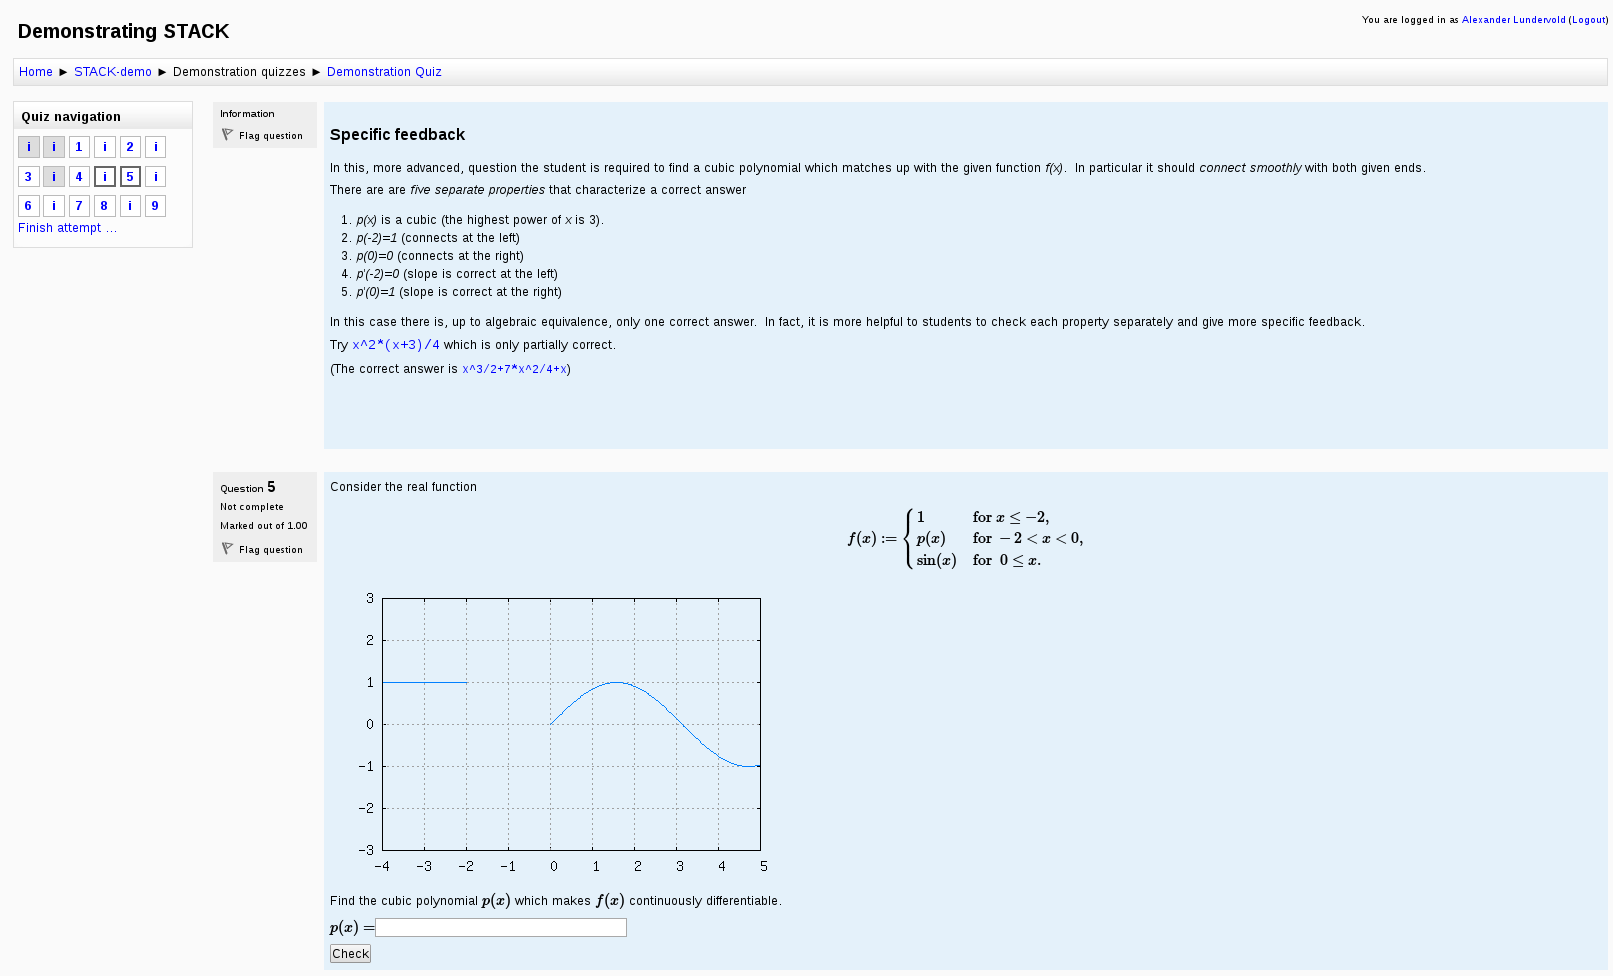 Demonstrating STACK
You are logged in as Alexander Lundervold (Logout)
Home ► STACK-demo ► Demonstration quizzes ► Demonstration Quiz
Quiz navigation
i i 1 i 2 i
3 i 4 i 5 i
6 i 7 8 i 9
Finish attempt ...
Information
Flag question
Specific feedback
In this, more advanced, question the student is required to find a cubic polynomial which matches up with the given function f(x).  In particular it should connect smoothly with both given ends.
There are are five separate properties that characterize a correct answer
1. p(x) is a cubic (the highest power of x is 3).
2. p(-2)=1 (connects at the left)
3. p(0)=0 (connects at the right)
4. p'(-2)=0 (slope is correct at the left)
5. p'(0)=1 (slope is correct at the right)
In this case there is, up to algebraic equivalence, only one correct answer.  In fact, it is more helpful to students to check each property separately and give more specific feedback.
Try x^2*(x+3)/4 which is only partially correct.
(The correct answer is x^3/2+7*x^2/4+x)
Question 5
Not complete
Marked out of 1.00
Flag question
Consider the real function
f(x) := {
1 for x ≤ −2,
p(x) for −2 < x < 0,
sin(x) for 0 ≤ x.
3
2
1
0
-1
-2
-3
-4 -3 -2 -1 0 1 2 3 4 5
Find the cubic polynomial p(x) which makes f(x) continuously differentiable.
p(x) =
Check